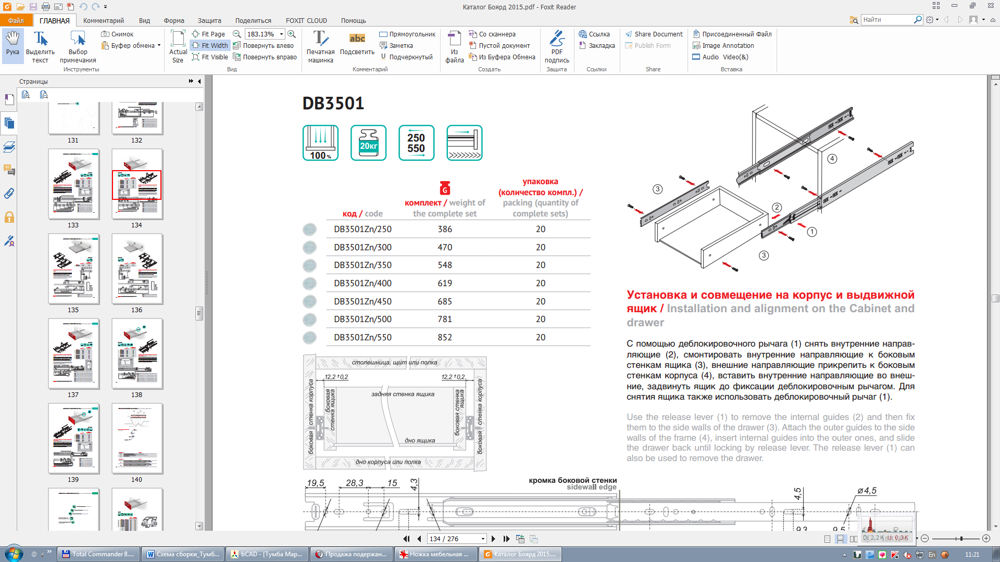 Каталог Боярд 2015.pdf - Foxit Reader
Файл ГЛАВНАЯ Комментарий Вид Форма Защита Поделиться FOXIT CLOUD Помощь
Найти
Рука
Выделить текст
Выбор примечания
Снимок
Буфер обмена
Инструменты
Actual Size
Fit Page
Fit Width
Fit Visible
183.13%
Повернуть влево
Повернуть вправо
Вид
Печатная машинка
Подсветить
Прямоугольник
Заметка
Подчеркнутый
Комментарий
Из файла
Со сканера
Пустой документ
Из Буфера Обмена
Создать
PDF подпись
Защита
Ссылка
Закладка
Ссылки
Share Document
Publish Form
Share
Присоединенный Файл
Image Annotation
Audio Video(&)
Вставка
Страницы
131 132
133 134
135 136
137 138
139 140
DB3501
100%
20кг
250
550
код / code
комплект / weight of
the complete set
упаковка
(количество компл.) /
packing (quantity of
complete sets)
DB3501Zn/250 386 20
DB3501Zn/300 470 20
DB3501Zn/350 548 20
DB3501Zn/400 619 20
DB3501Zn/450 685 20
DB3501Zn/500 781 20
DB3501Zn/550 852 20
столешница, щит или полка
12,2 ±0,2 12,2 ±0,2
задняя стенка ящика
боковая стенка корпуса
боковая стенка ящика
боковая стенка ящика
боковая стенка корпуса
дно ящика
дно корпуса или полка
3
4
2
1
3
Установка и совмещение на корпус и выдвижной
ящик / Installation and alignment on the Cabinet and
drawer
С помощью деблокировочного рычага (1) снять внутренние направ-
ляющие (2), смонтировать внутренние направляющие к боковым
стенкам ящика (3), внешние направляющие прикрепить к боковым
стенкам корпуса (4), вставить внутренние направляющие во внеш-
ние, задвинуть ящик до фиксации деблокировочным рычагом. Для
снятия ящика также использовать деблокировочный рычаг (1).
Use the release lever (1) to remove the internal guides (2) and then fix
them to the side walls of the drawer (3). Attach the outer guides to the side
walls of the frame (4), insert internal guides into the outer ones, and slide
the drawer back until locking by release lever. The release lever (1) can
also be used to remove the drawer.
19,5 28,3 15 4,3
кромка боковой стенки
sidewall edge
4,5 ⌀4,5
9,3 9,5
134 / 276
D: 2,2K U: 0,3K
Total Commander 8....
Схема сборки_Тумб...
bCAD - [Тумба Мар...
Продажа подержан...
Ножка мебельная ...
Каталог Боярд 2015....
En
11:21